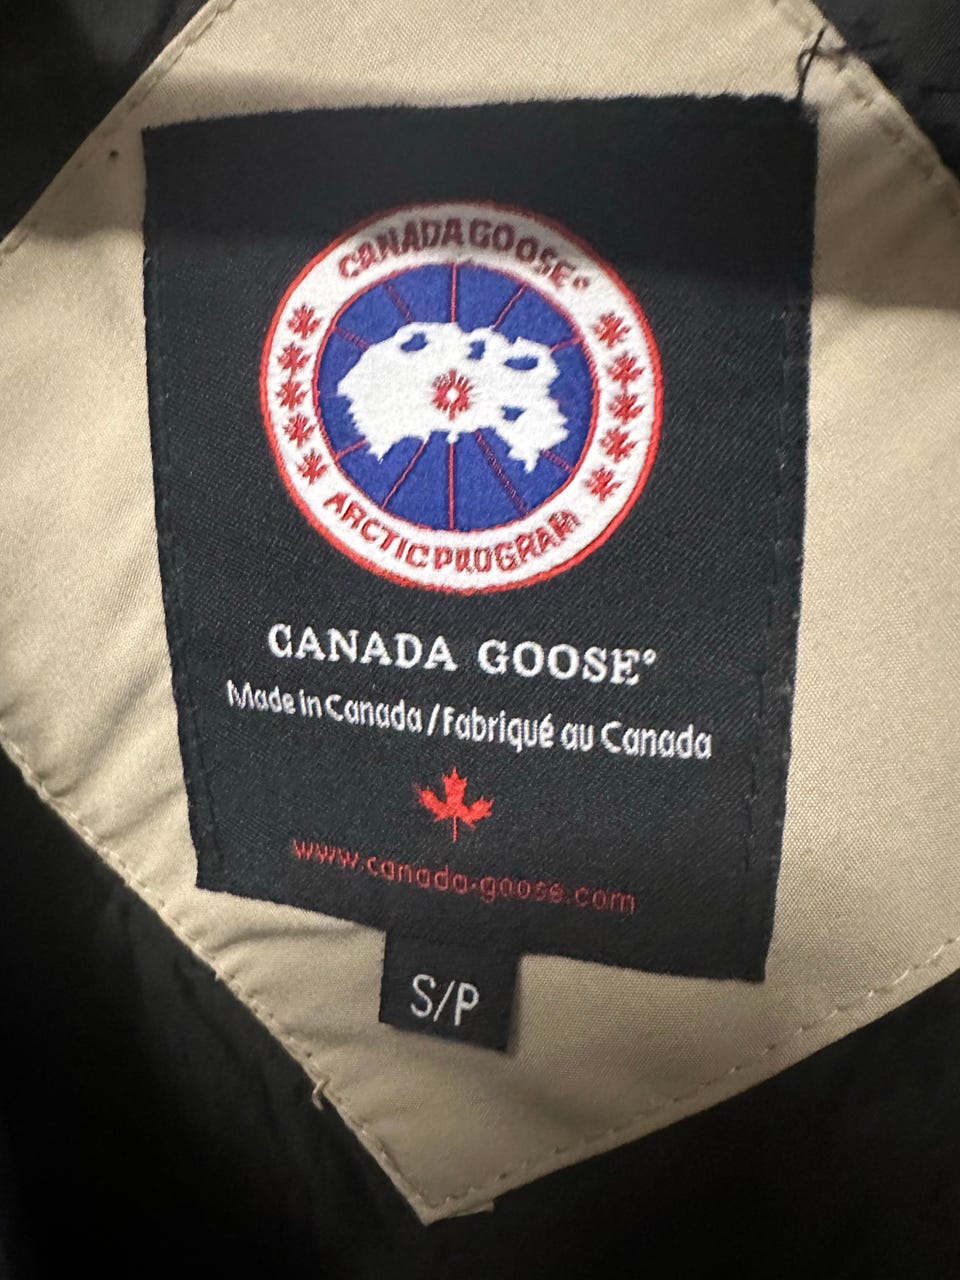 CANADA GOOSE®
ARCTIC PROGRAM
CANADA GOOSE®
Made in Canada / Fabriqué au Canada
www.canada-goose.com
S/P